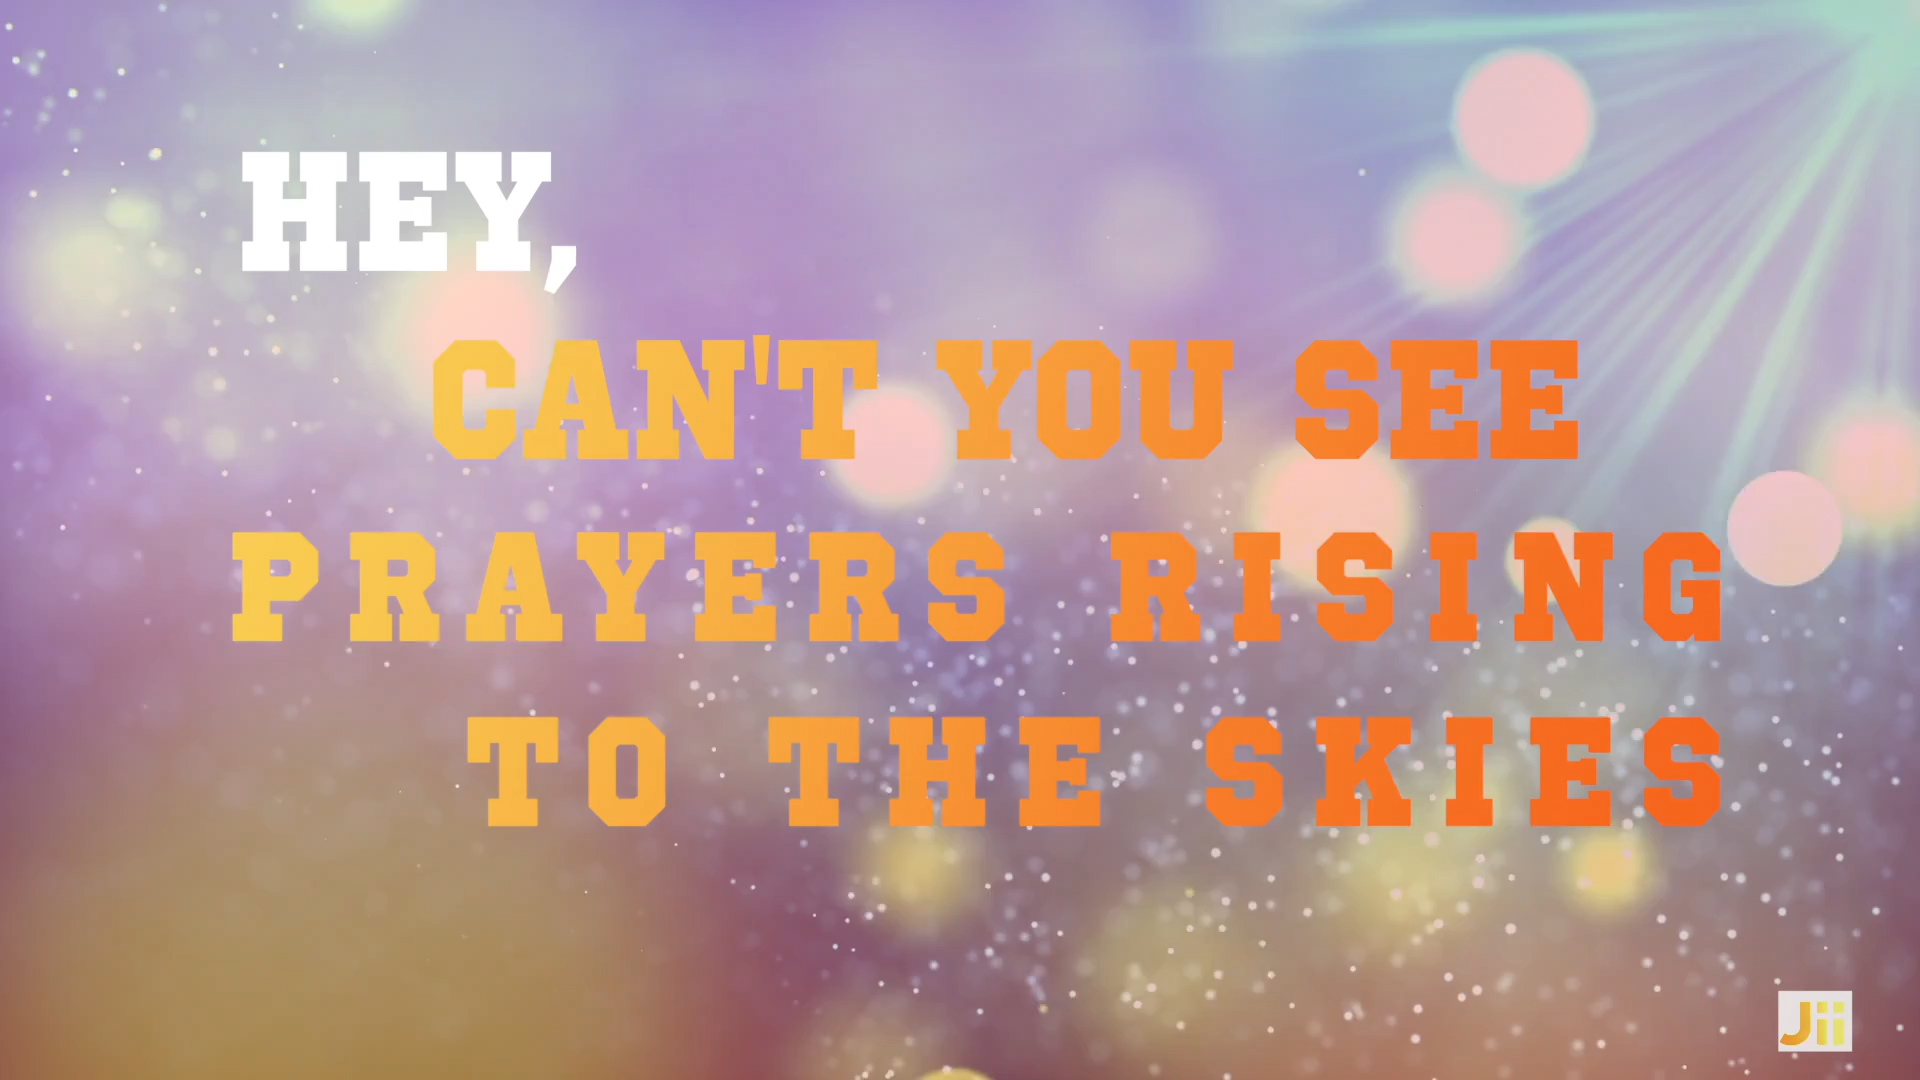 HEY,
CAN'T YOU SEE
PRAYERS RISING
TO THE SKIES
Jii